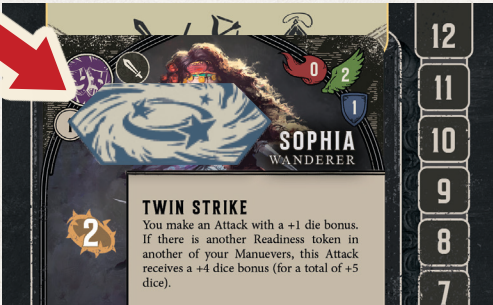 12
11
10
9
8
7
0
2
1
SOPHIA
WANDERER
2
TWIN STRIKE
You make an Attack with a +1 die bonus.
If there is another Readiness token in
another of your Manuevers, this Attack
receives a +4 dice bonus (for a total of +5
dice).